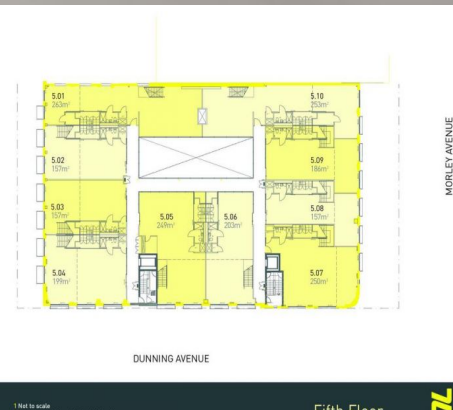 5.01
263m²
5.10
253m²
5.02
157m²
5.09
186m²
5.03
157m²
5.05
249m²
5.06
203m²
5.08
157m²
5.04
199m²
5.07
250m²
MORLEY AVENUE
DUNNING AVENUE
1 Not to scale
Fifth Floor